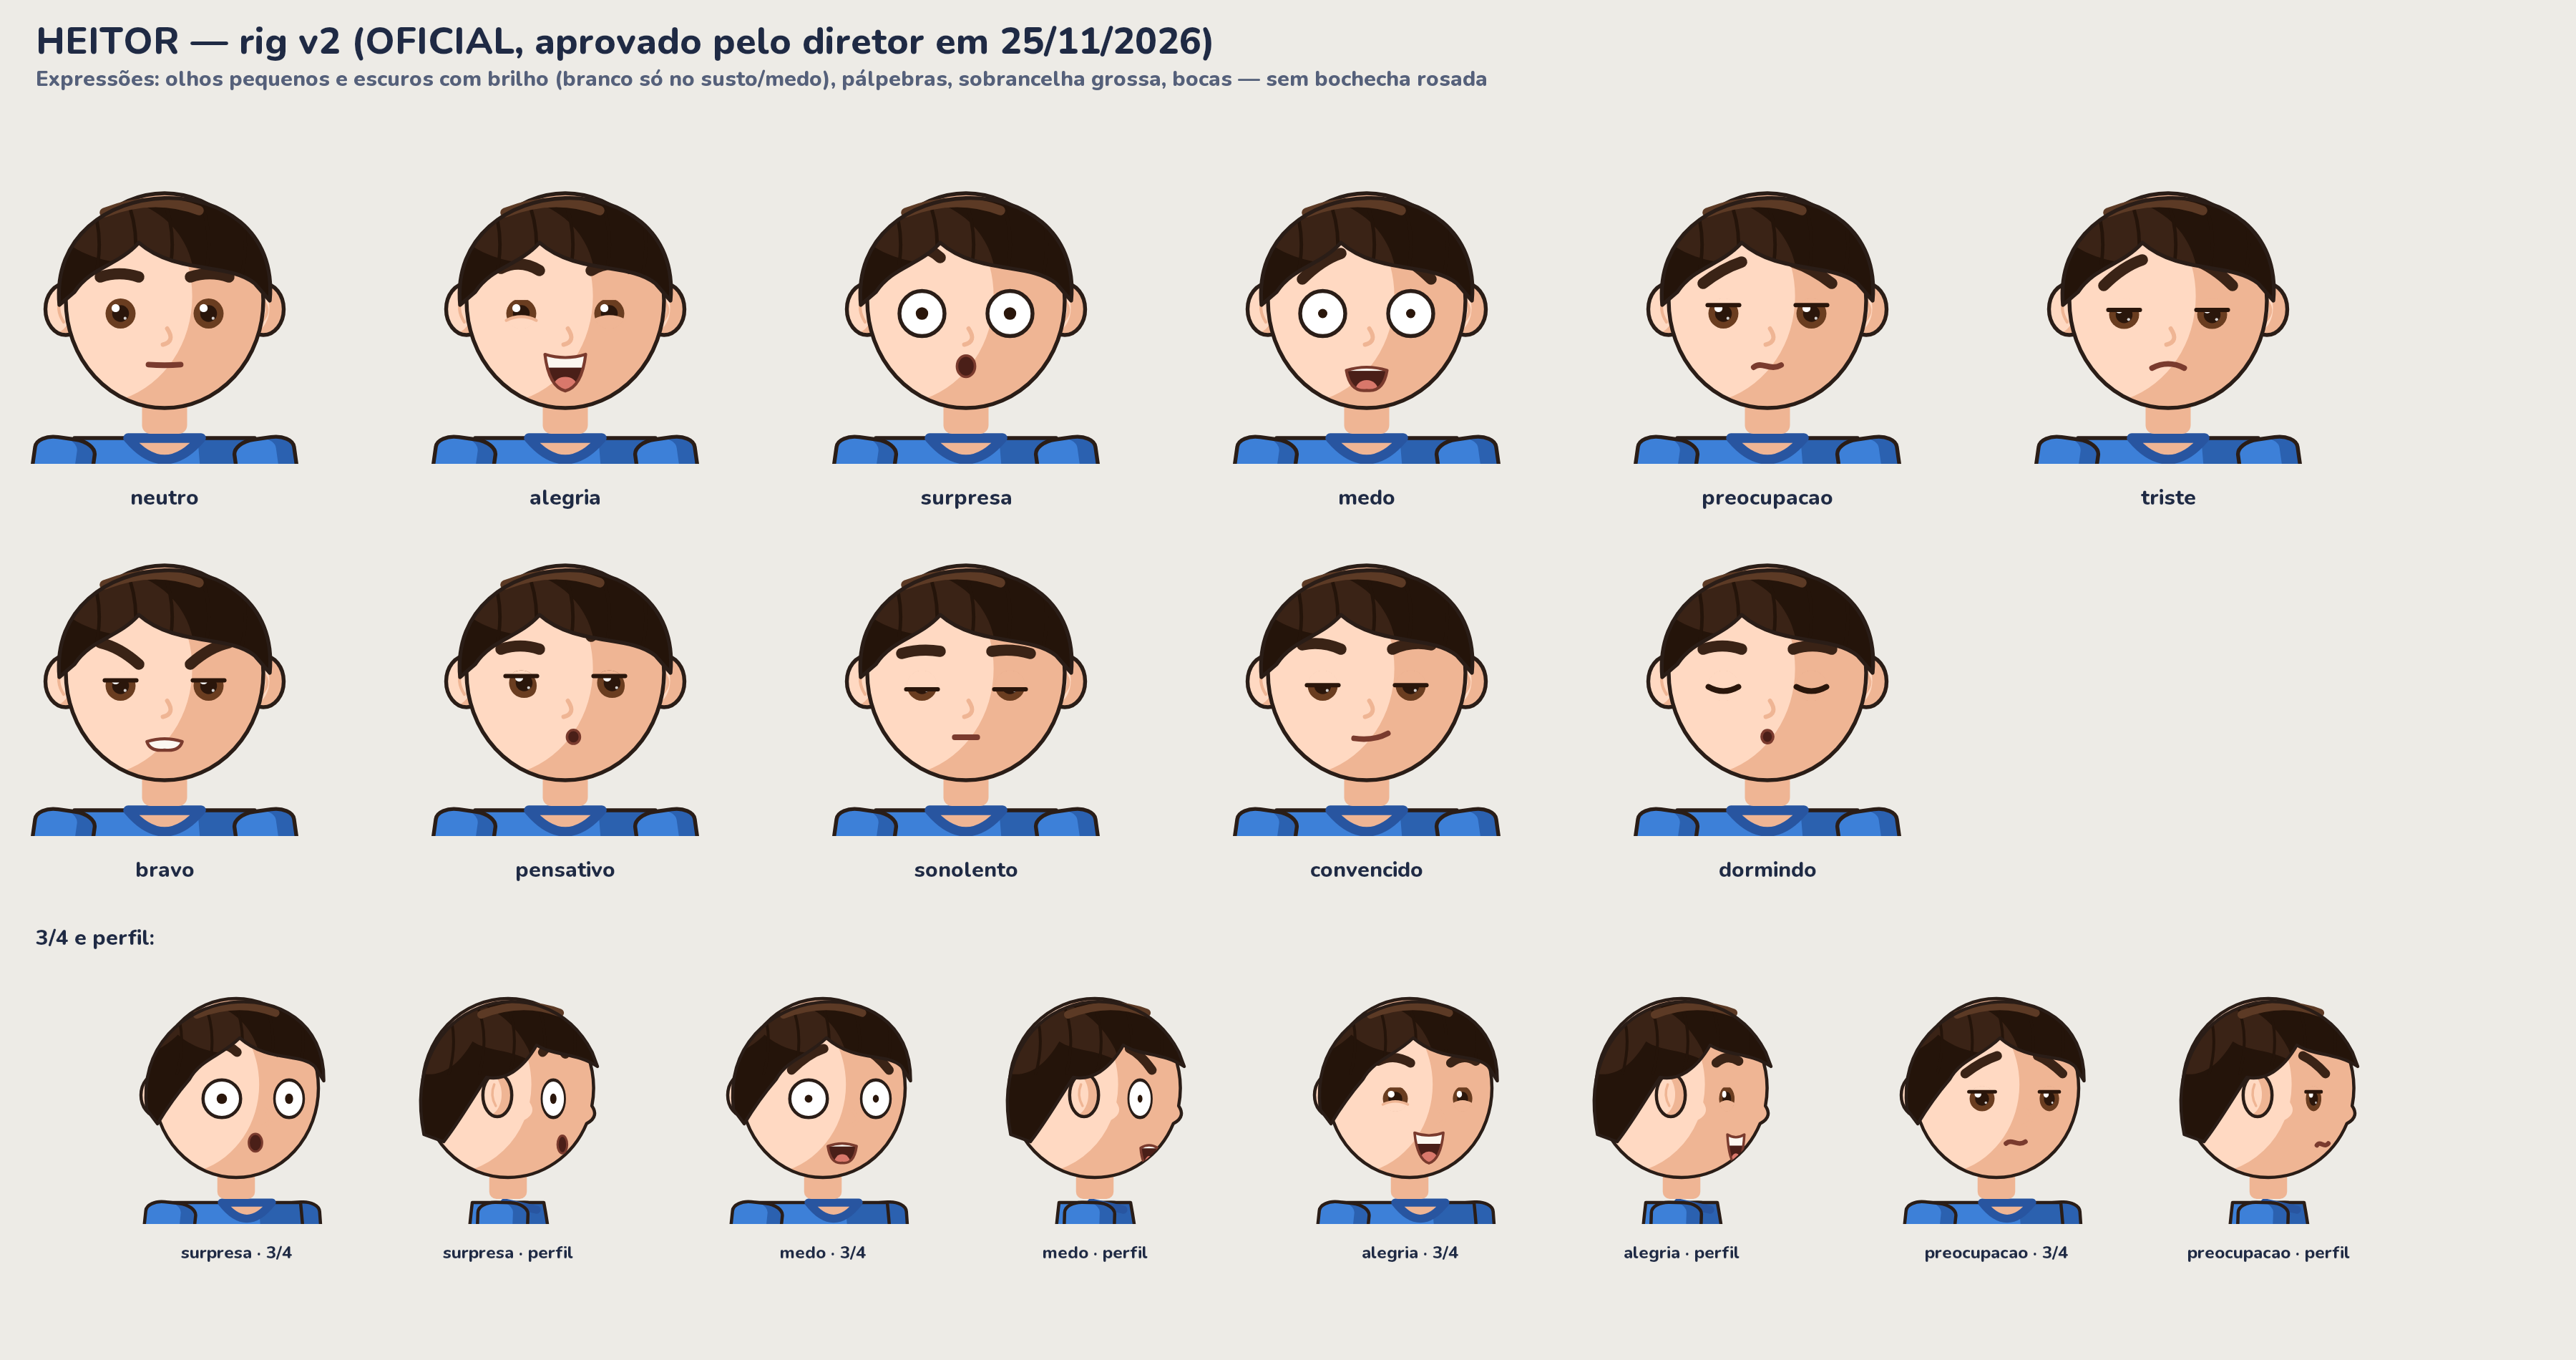 HEITOR — rig v2 (OFICIAL, aprovado pelo diretor em 25/11/2026)
Expressões: olhos pequenos e escuros com brilho (branco só no susto/medo), pálpebras, sobrancelha grossa, bocas — sem bochecha rosada
neutro alegria surpresa medo preocupacao triste
bravo pensativo sonolento convencido dormindo
3/4 e perfil:
surpresa · 3/4 surpresa · perfil medo · 3/4 medo · perfil alegria · 3/4 alegria · perfil preocupacao · 3/4 preocupacao · perfil